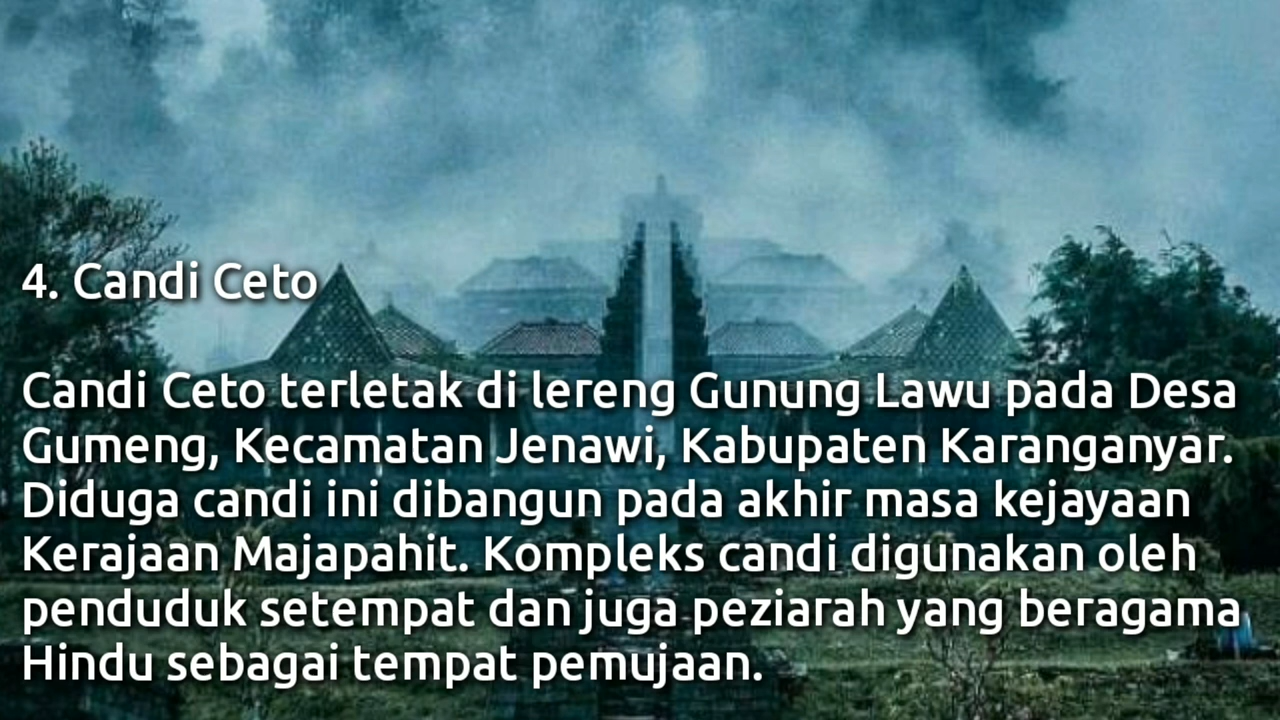 4. Candi Ceto
Candi Ceto terletak di lereng Gunung Lawu pada Desa
Gumeng, Kecamatan Jenawi, Kabupaten Karanganyar.
Diduga candi ini dibangun pada akhir masa kejayaan
Kerajaan Majapahit. Kompleks candi digunakan oleh
penduduk setempat dan juga peziarah yang beragama
Hindu sebagai tempat pemujaan.